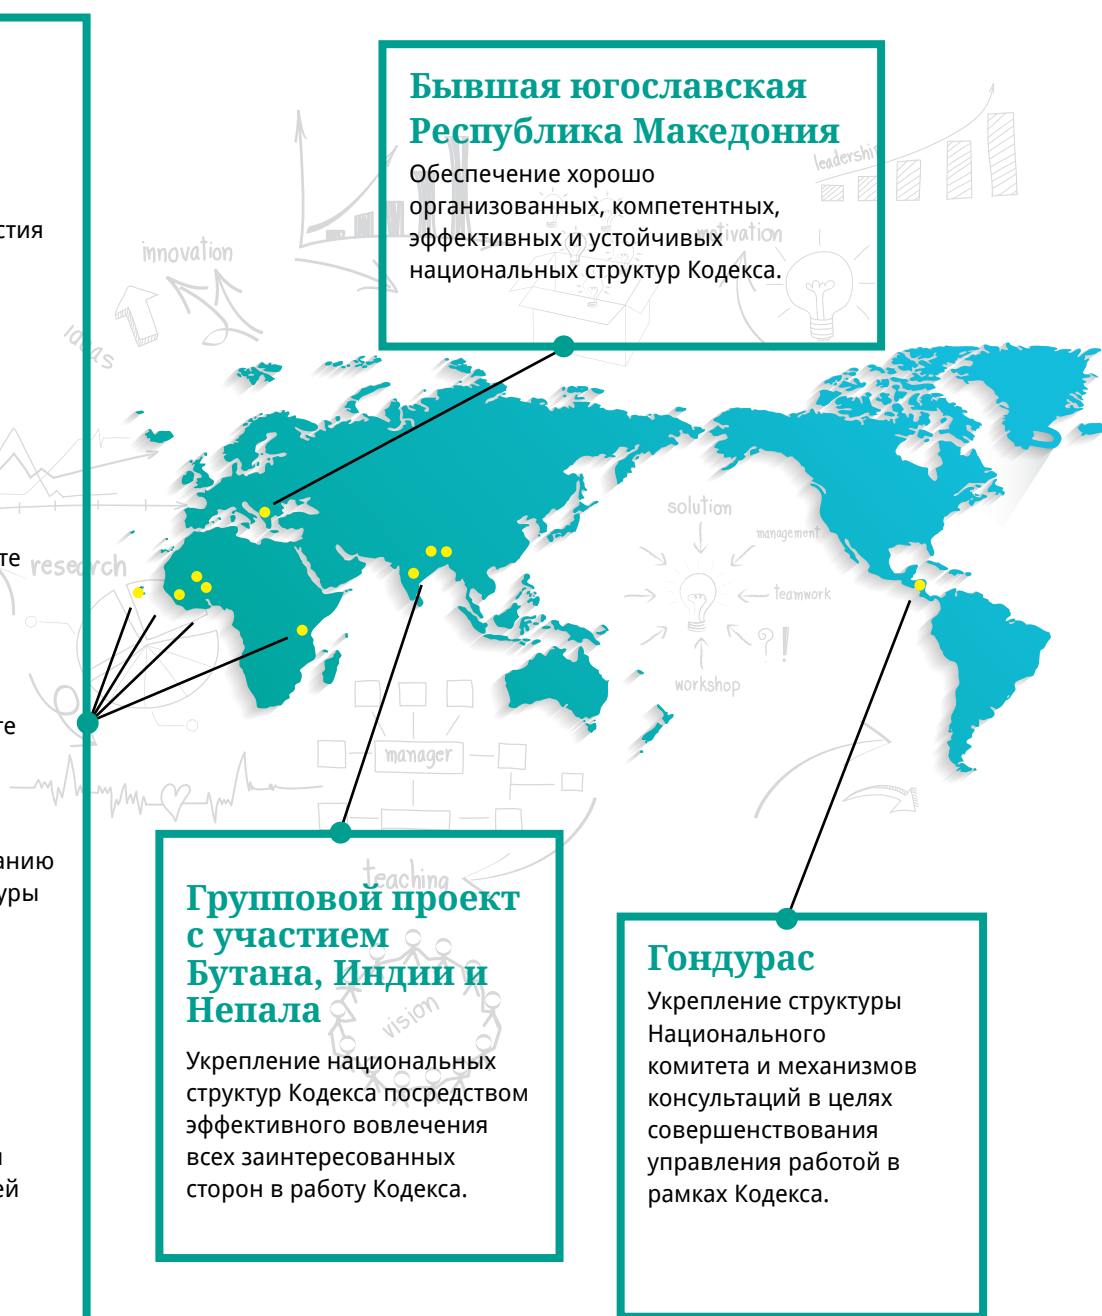 Бывшая югославская
Республика Македония
Обеспечение хорошо
организованных, компетентных,
эффективных и устойчивых
национальных структур Кодекса.
innovation
ideas
leadership
motivation
research
solution
management
teamwork
workshop
manager
teaching
vision
Групповой проект
с участием
Бутана, Индии и
Непала
Укрепление национальных
структур Кодекса посредством
эффективного вовлечения
всех заинтересованных
сторон в работу Кодекса.
Гондурас
Укрепление структуры
Национального
комитета и механизмов
консультаций в целях
совершенствования
управления работой в
рамках Кодекса.